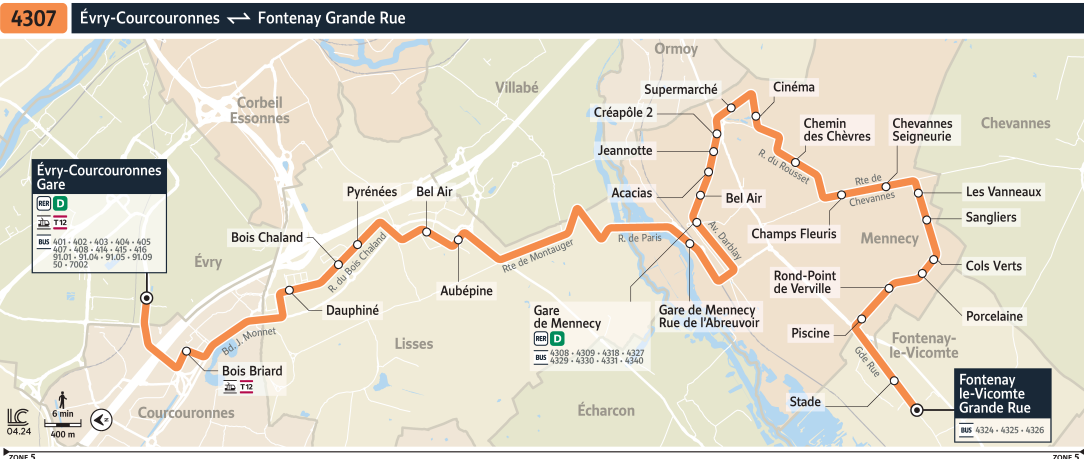 4307 Évry-Courcouronnes ⇌ Fontenay Grande Rue
Ormoy
Supermarché
Cinéma
Villabé
Corbeil
Essonnes
Créapôle 2
Chemin
des Chèvres
Chevannes
Seigneurie
Chevannes
Jeannotte
R. du Rousset
Évry-Courcouronnes
Gare
RER D
T12
BUS 401 • 402 • 403 • 404 • 405
407 • 408 • 414 • 415 • 416
91.01 • 91.04 • 91.05 • 91.09
50 • 7002
Pyrénées
Bel Air
Acacias
Bel Air
Rte de
Chevannes
Les Vanneaux
Sangliers
Bois Chaland
R. du Bois Chaland
Rte de Montauger
R. de Paris
Av. Darblay
Champs Fleuris
Mennecy
Évry
Cols Verts
Aubépine
Rond-Point
de Verville
Dauphiné
Gare
de Mennecy
RER D
BUS 4308 • 4309 • 4318 • 4327
4329 • 4330 • 4331 • 4340
Gare de Mennecy
Rue de l'Abreuvoir
Porcelaine
Piscine
Bd. J. Monnet
Lisses
Fontenay-
le-Vicomte
Gde Rue
Bois Briard
T12
Stade
Fontenay
le-Vicomte
Grande Rue
BUS 4324 • 4325 • 4326
Courcouronnes
Écharcon
LC
04.24
6 min
400 m
N
ZONE 5
ZONE 5